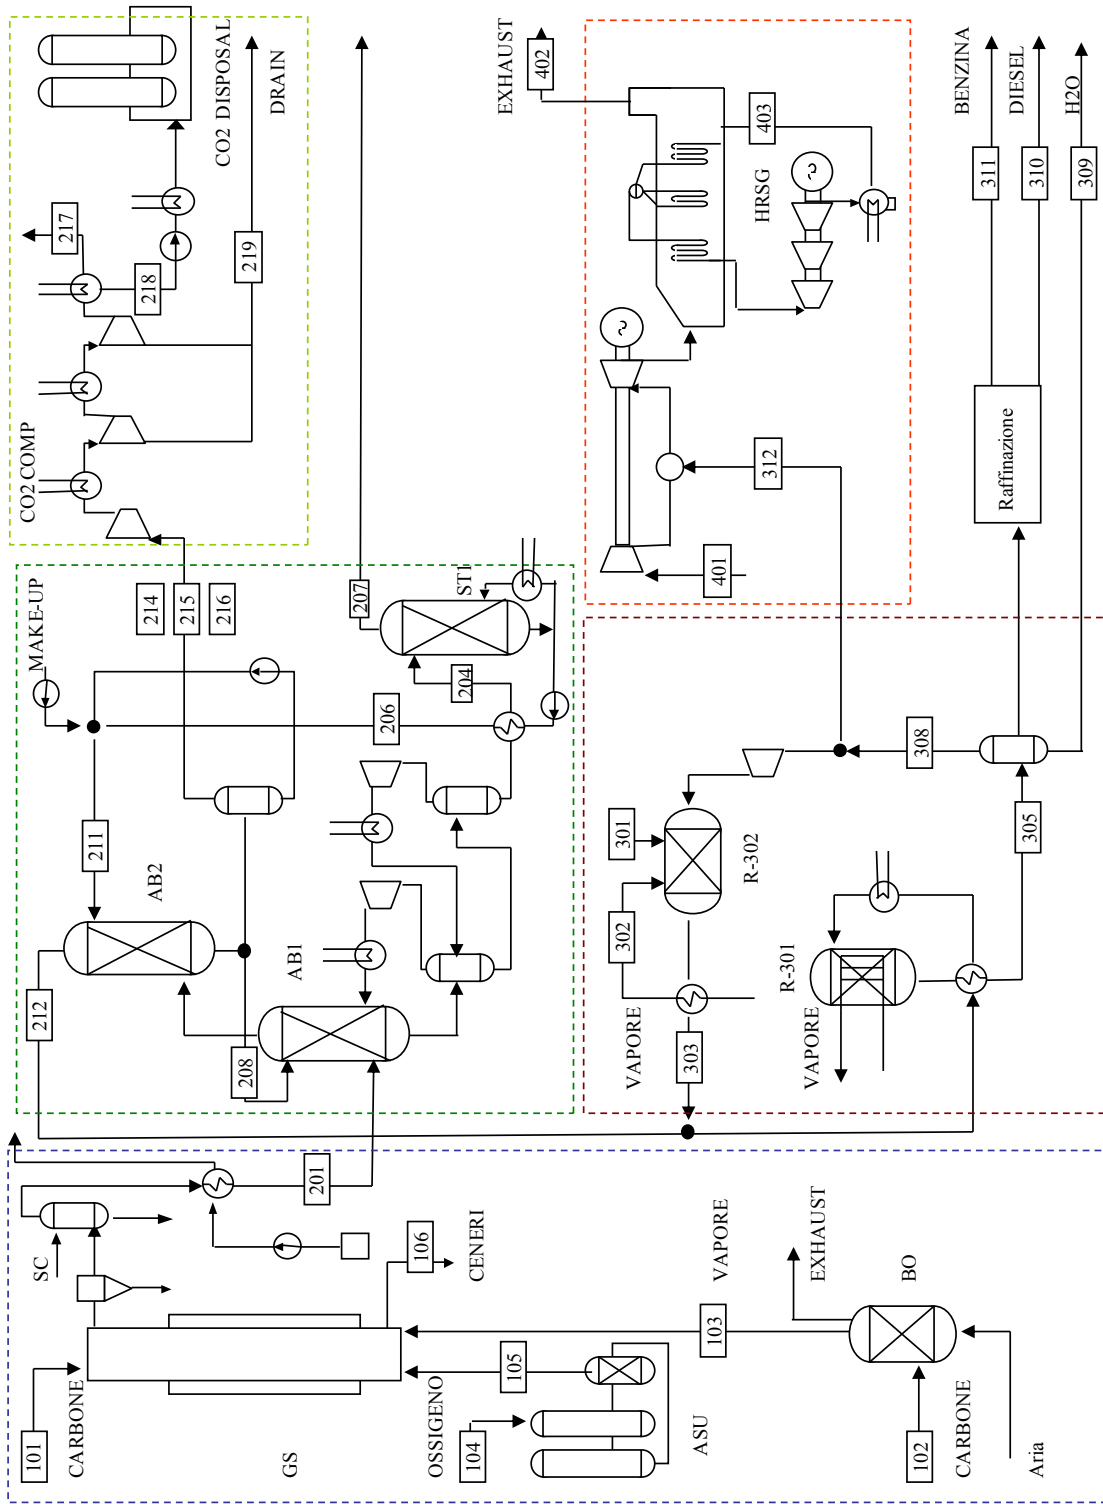 101
CARBONE
GS
SC
106
CENERI
OSSIGENO
104
105
ASU
103
VAPORE
EXHAUST
BO
102
CARBONE
Aria
201
212
208
AB1
AB2
211
MAKE-UP
206
204
207
ST1
214
215
216
CO2 COMP
217
218
219
CO2 DISPOSAL
DRAIN
VAPORE
303
302
301
R-302
VAPORE
R-301
305
308
309
310
311
H2O
DIESEL
BENZINA
Raffinazione
312
401
HRSG
403
402
EXHAUST